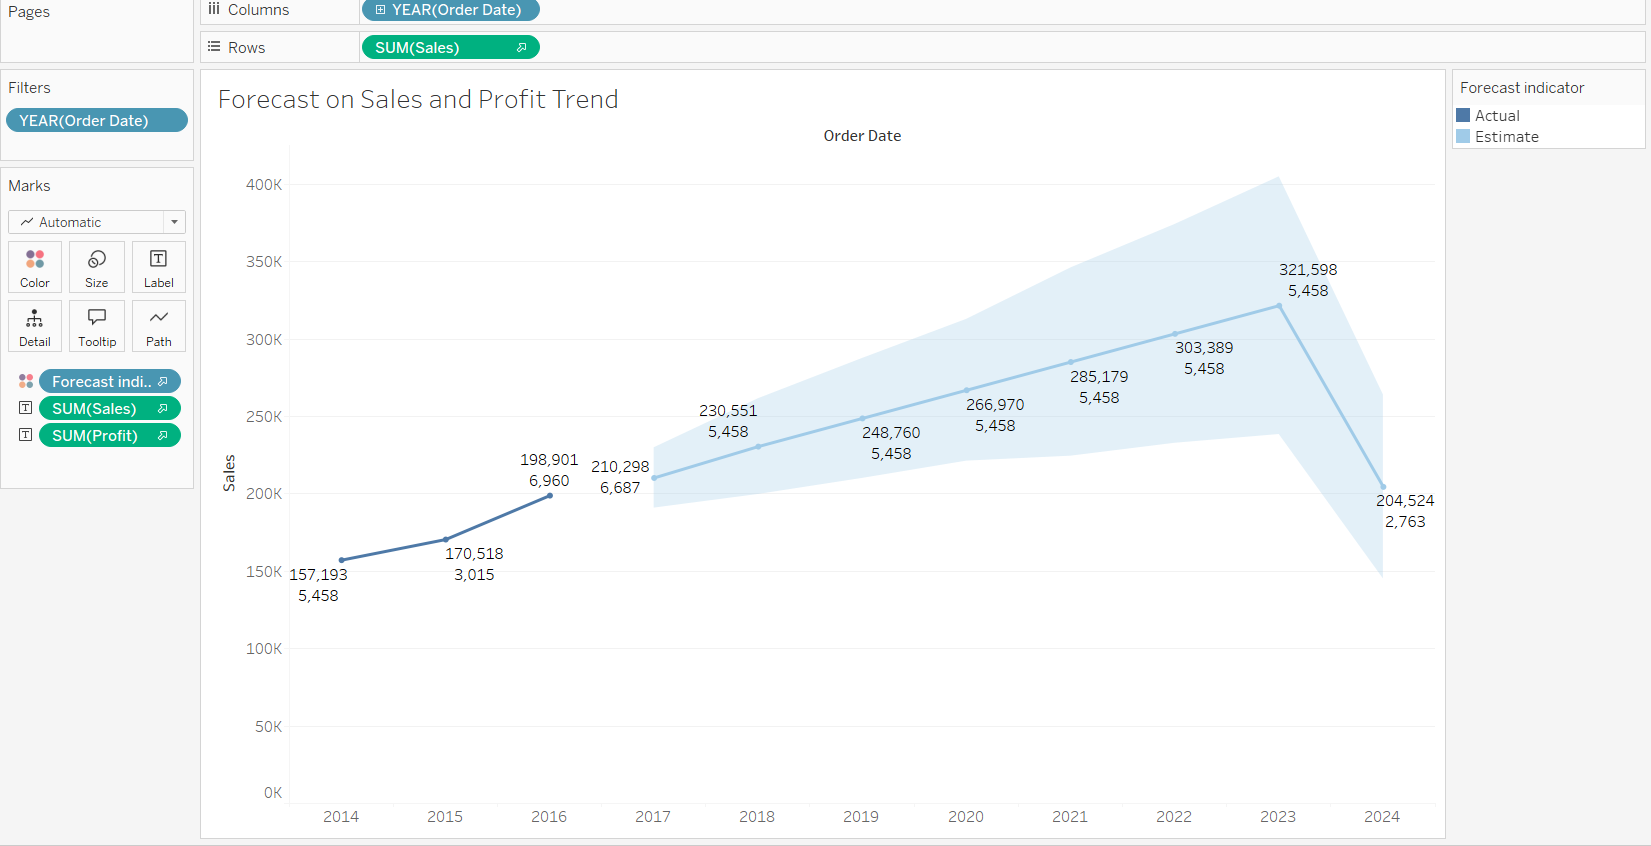 Pages
Columns
YEAR(Order Date)
Rows
SUM(Sales)
Filters
YEAR(Order Date)
Marks
Automatic
Color
Size
Label
Detail
Tooltip
Path
Forecast indi..
SUM(Sales)
SUM(Profit)
Forecast on Sales and Profit Trend
Order Date
Sales
400K
350K
300K
250K
200K
150K
100K
50K
0K
157,193
5,458
170,518
3,015
198,901
6,960
210,298
6,687
230,551
5,458
248,760
5,458
266,970
5,458
285,179
5,458
303,389
5,458
321,598
5,458
204,524
2,763
2014
2015
2016
2017
2018
2019
2020
2021
2022
2023
2024
Forecast indicator
Actual
Estimate